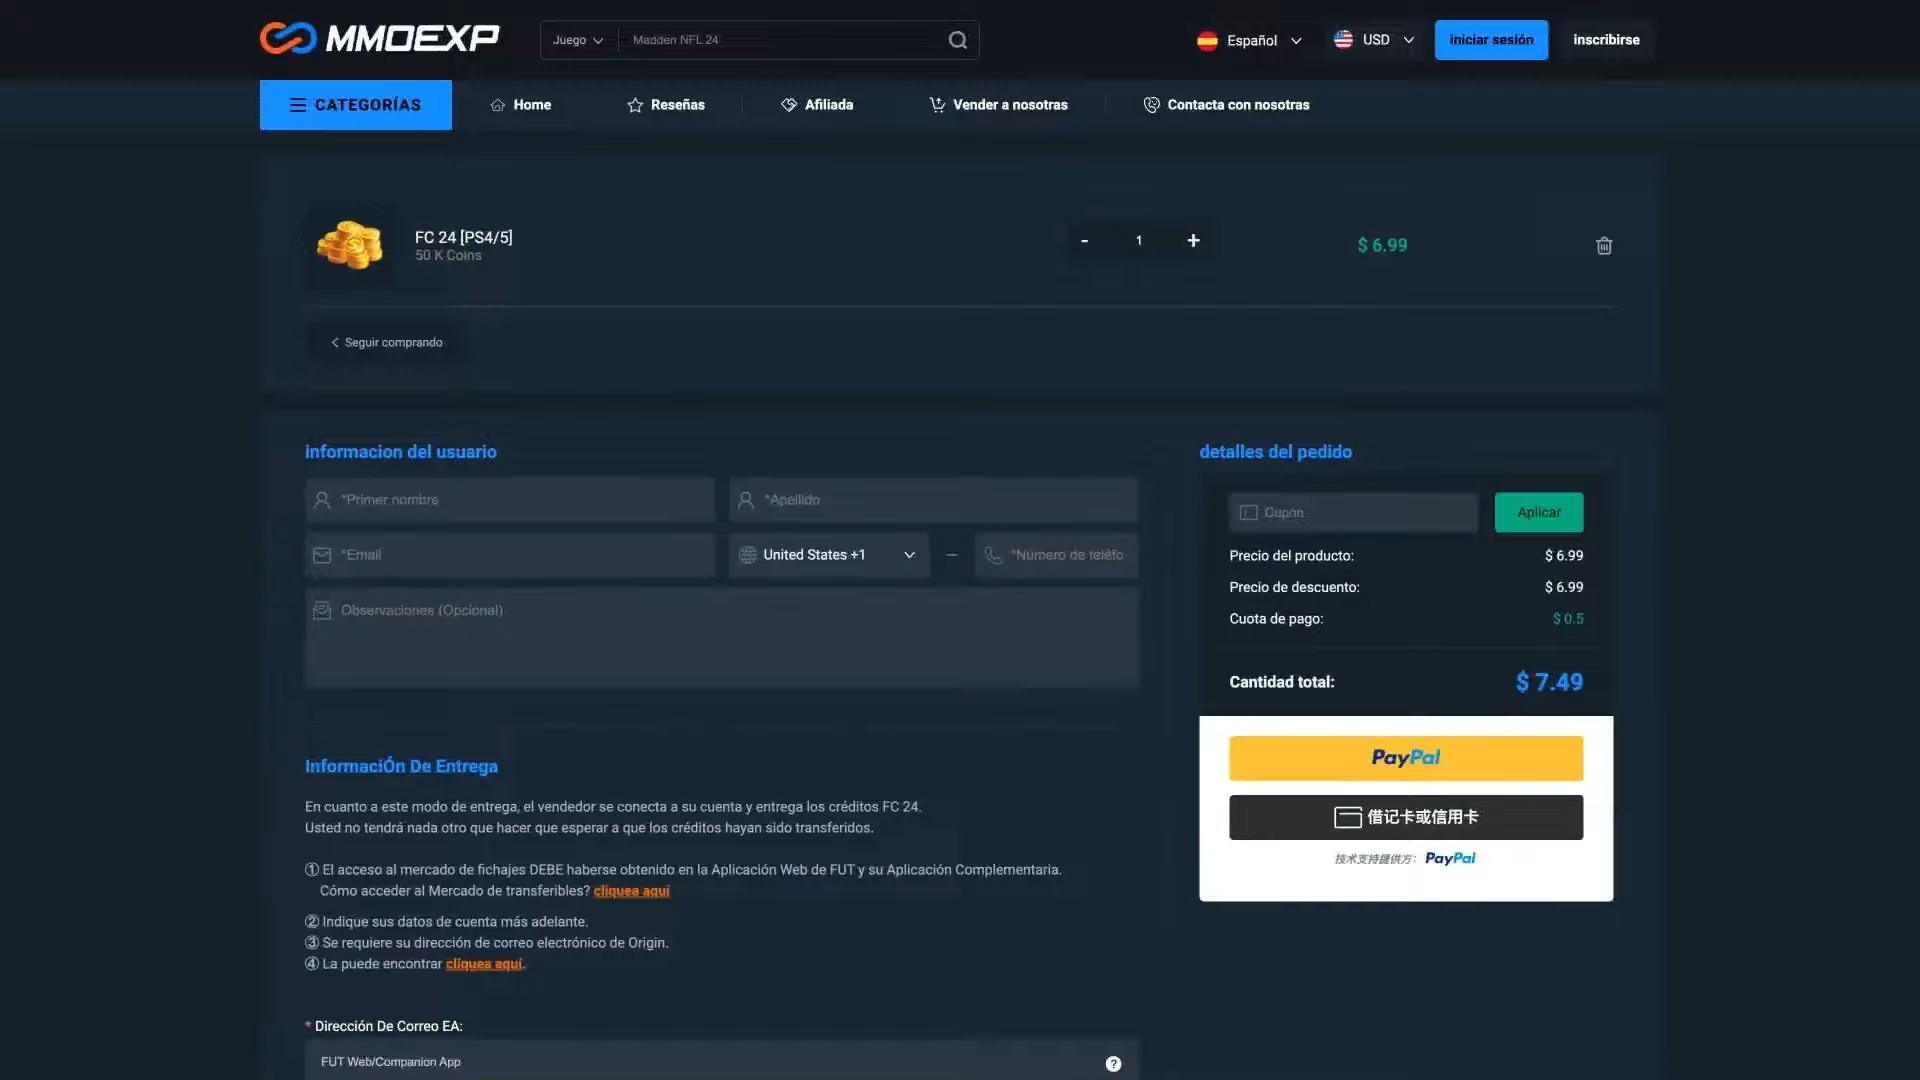 MMOEXP
Juego
Madden NFL 24
Español
USD
iniciar sesión
inscribirse
CATEGORÍAS
Home
Reseñas
Afiliada
Vender a nosotras
Contacta con nosotras
FC 24 [PS4/5]
50 K Coins
- 1 +
$ 6.99
Seguir comprando
informacion del usuario
*Primer nombre
*Apellido
*Email
United States +1
*Número de teléfo
Observaciones (Opcional)
detalles del pedido
Cupón
Aplicar
Precio del producto: $ 6.99
Precio de descuento: $ 6.99
Cuota de pago: $ 0.5
Cantidad total: $ 7.49
PayPal
借记卡或信用卡
技术支持提供方: PayPal
InformaciÓn De Entrega
En cuanto a este modo de entrega, el vendedor se conecta a su cuenta y entrega los créditos FC 24.
Usted no tendrá nada otro que hacer que esperar a que los créditos hayan sido transferidos.
① El acceso al mercado de fichajes DEBE haberse obtenido en la Aplicación Web de FUT y su Aplicación Complementaria.
Cómo acceder al Mercado de transferibles? clíquea aquí
② Indique sus datos de cuenta más adelante.
③ Se requiere su dirección de correo electrónico de Origin.
④ La puede encontrar clíquea aquí.
* Dirección De Correo EA:
FUT Web/Companion App
?